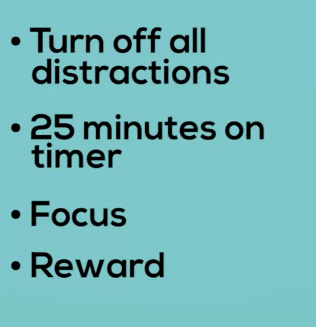 • Turn off all
distractions
• 25 minutes on
timer
• Focus
• Reward